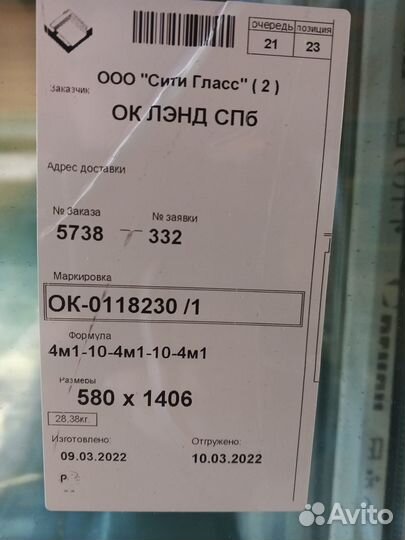 очередь позиция
21 23
Заказчик ООО "Сити Гласс" ( 2 )
ОК ЛЭНД СПб
Адрес доставки
№ Заказа № заявки
5738 332
Маркировка
ОК-0118230 /1
Формула
4м1-10-4м1-10-4м1
Размеры
580 x 1406
28,38кг.
Изготовлено: Отгружено:
09.03.2022 10.03.2022
Р
Avito